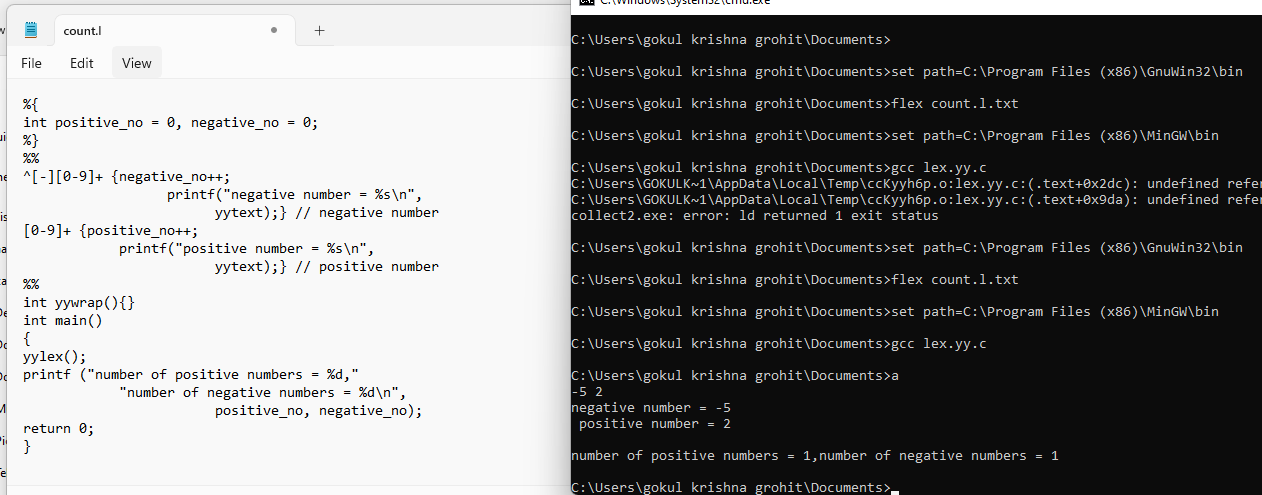 count.l
File Edit View
%{
int positive_no = 0, negative_no = 0;
%}
%%
^[-][0-9]+ {negative_no++;
printf("negative number = %s\n",
yytext);} // negative number
[0-9]+ {positive_no++;
printf("positive number = %s\n",
yytext);} // positive number
%%
int yywrap(){}
int main()
{
yylex();
printf ("number of positive numbers = %d,"
"number of negative numbers = %d\n",
positive_no, negative_no);
return 0;
}
C:\Windows\System32\cmd.exe
C:\Users\gokul krishna grohit\Documents>
C:\Users\gokul krishna grohit\Documents>set path=C:\Program Files (x86)\GnuWin32\bin
C:\Users\gokul krishna grohit\Documents>flex count.l.txt
C:\Users\gokul krishna grohit\Documents>set path=C:\Program Files (x86)\MinGW\bin
C:\Users\gokul krishna grohit\Documents>gcc lex.yy.c
C:\Users\GOKULK~1\AppData\Local\Temp\ccKyyh6p.o:lex.yy.c:(.text+0x2dc): undefined refer
C:\Users\GOKULK~1\AppData\Local\Temp\ccKyyh6p.o:lex.yy.c:(.text+0x9da): undefined refer
collect2.exe: error: ld returned 1 exit status
C:\Users\gokul krishna grohit\Documents>set path=C:\Program Files (x86)\GnuWin32\bin
C:\Users\gokul krishna grohit\Documents>flex count.l.txt
C:\Users\gokul krishna grohit\Documents>set path=C:\Program Files (x86)\MinGW\bin
C:\Users\gokul krishna grohit\Documents>gcc lex.yy.c
C:\Users\gokul krishna grohit\Documents>a
-5 2
negative number = -5
positive number = 2
number of positive numbers = 1,number of negative numbers = 1
C:\Users\gokul krishna grohit\Documents>